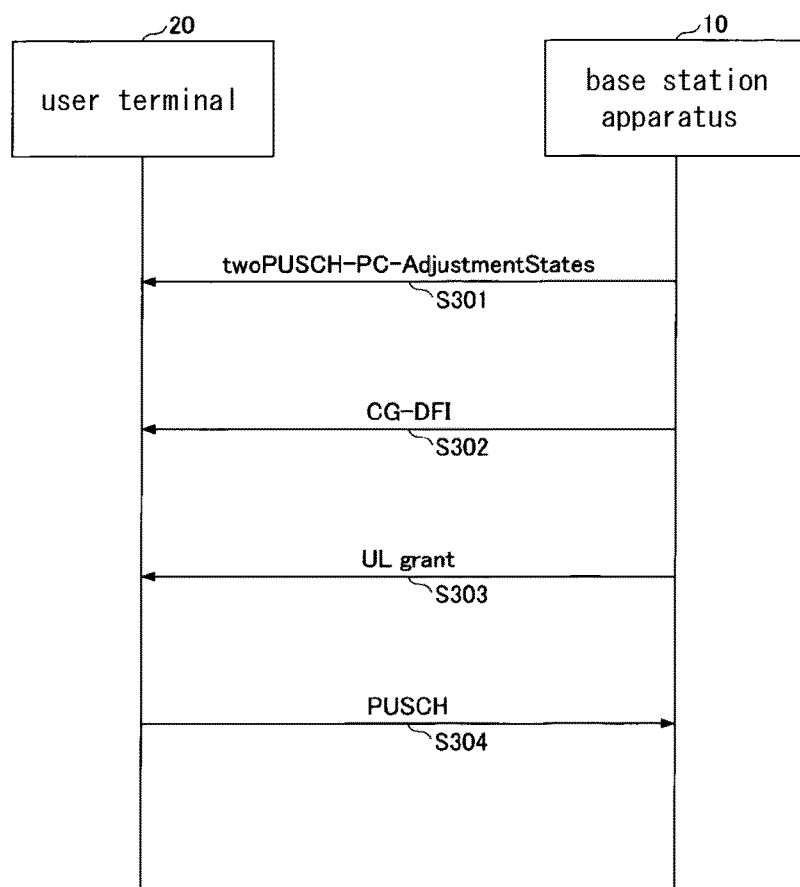 20
10
user terminal
base station
apparatus
twoPUSCH-PC-AdjustmentStates
S301
CG-DFI
S302
UL grant
S303
PUSCH
S304